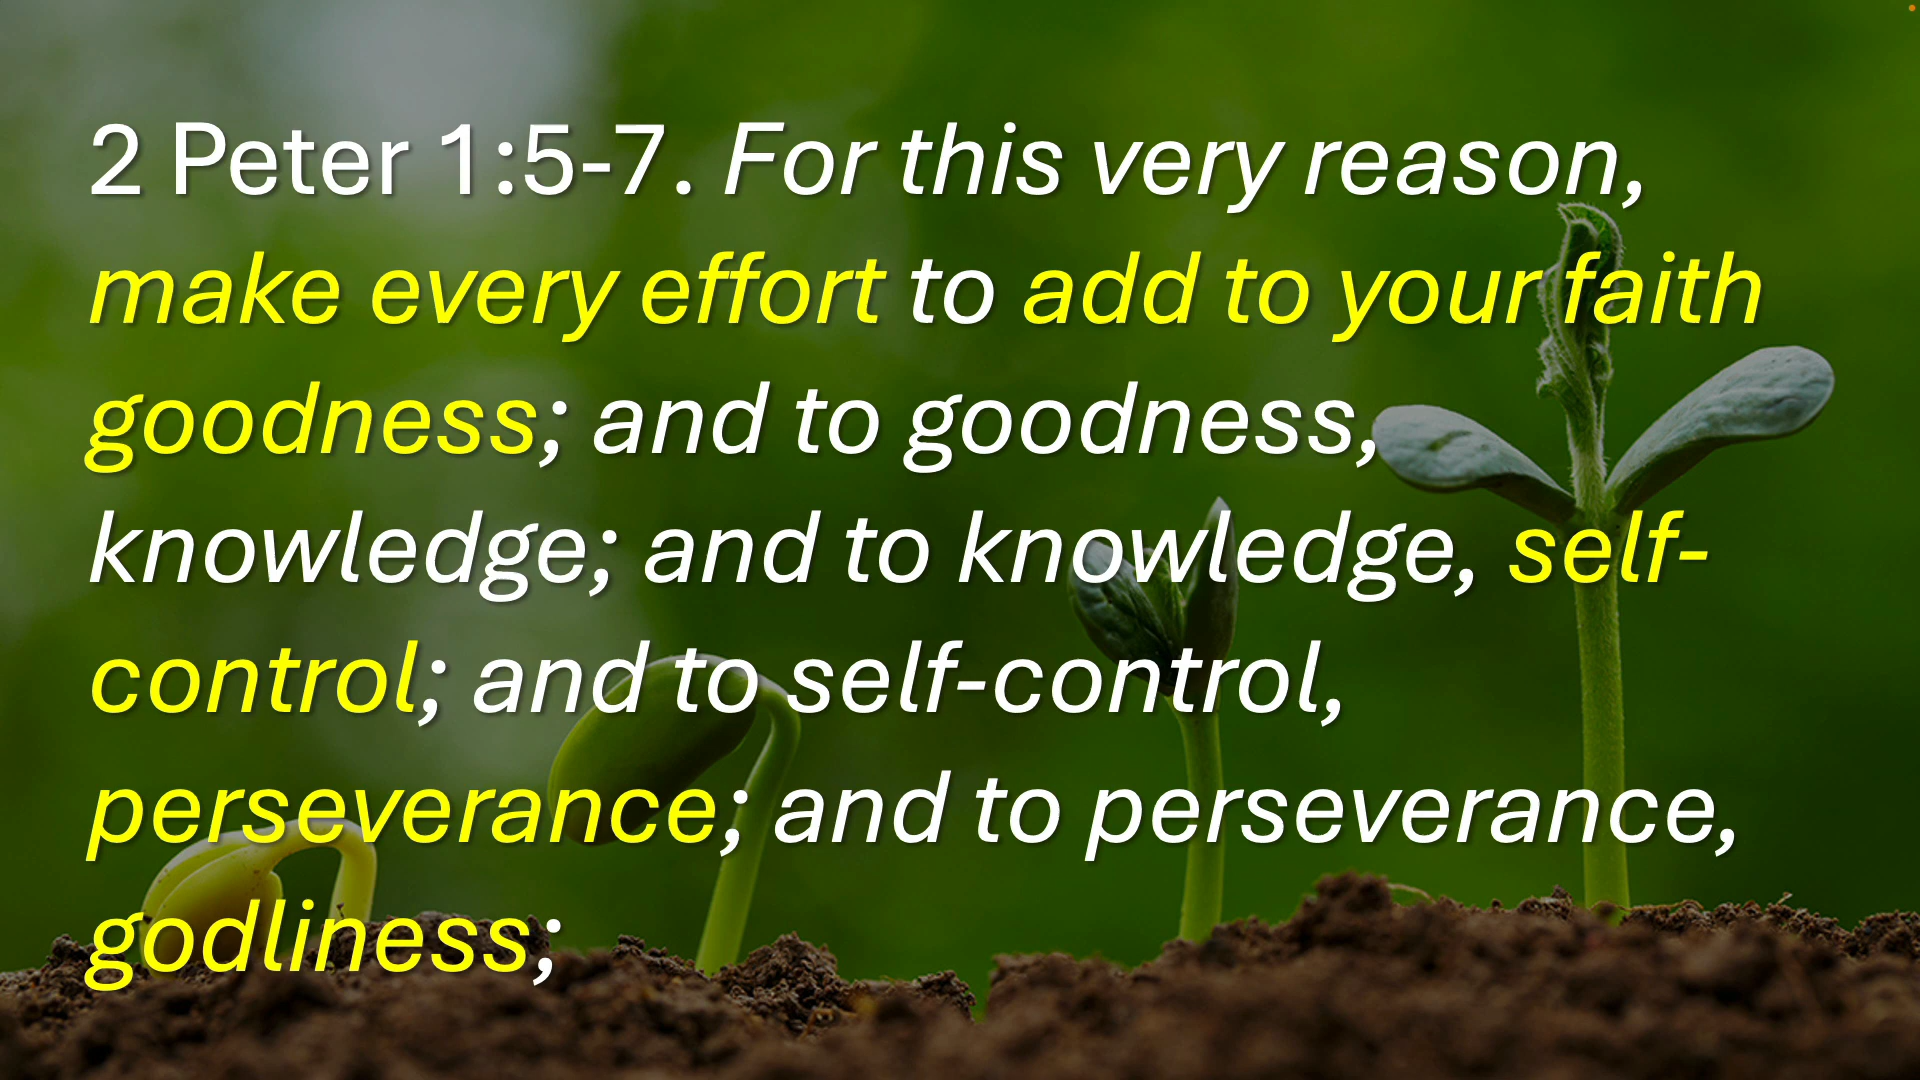 2 Peter 1:5-7. For this very reason,
make every effort to add to your faith
goodness; and to goodness,
knowledge; and to knowledge, self-
control; and to self-control,
perseverance; and to perseverance,
godliness;